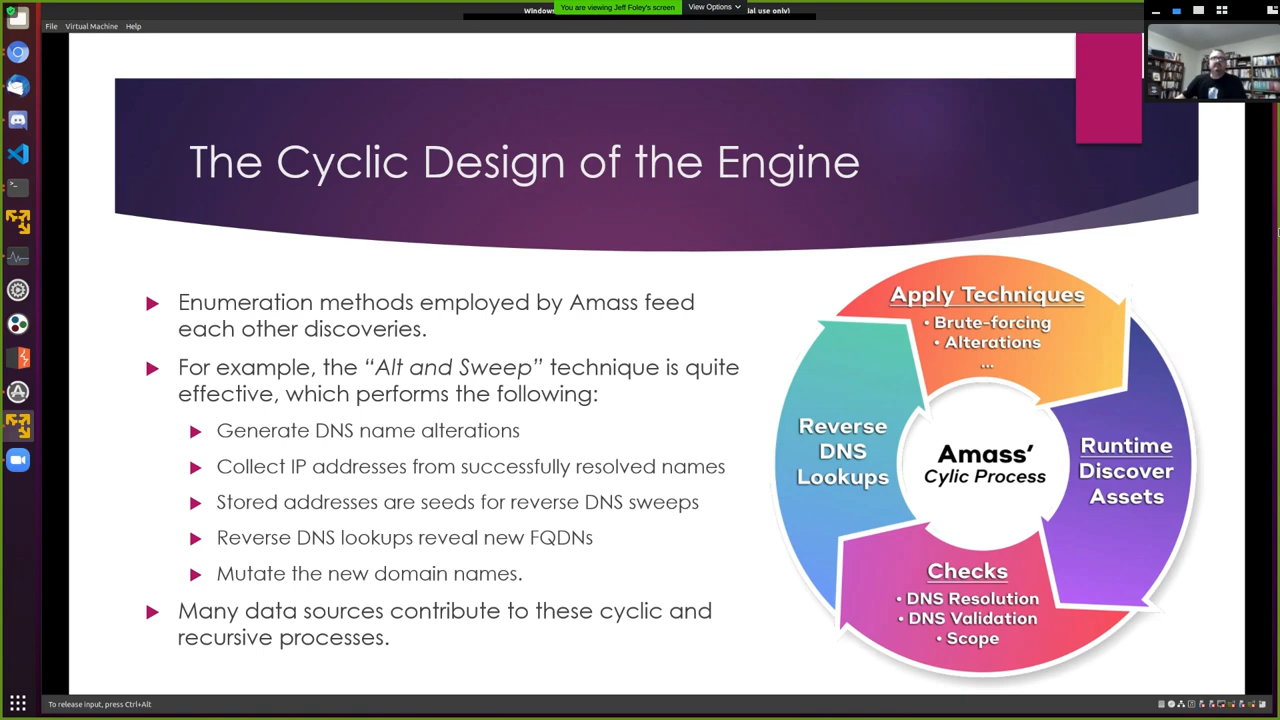 Windows
You are viewing Jeff Foley's screen
View Options
ial use only)
File Virtual Machine Help
The Cyclic Design of the Engine
Enumeration methods employed by Amass feed
each other discoveries.
For example, the “Alt and Sweep” technique is quite
effective, which performs the following:
Generate DNS name alterations
Collect IP addresses from successfully resolved names
Stored addresses are seeds for reverse DNS sweeps
Reverse DNS lookups reveal new FQDNs
Mutate the new domain names.
Many data sources contribute to these cyclic and
recursive processes.
Apply Techniques
• Brute-forcing
• Alterations
...
Reverse
DNS
Lookups
Amass’
Cylic Process
Runtime
Discover
Assets
Checks
• DNS Resolution
• DNS Validation
• Scope
To release input, press Ctrl+Alt